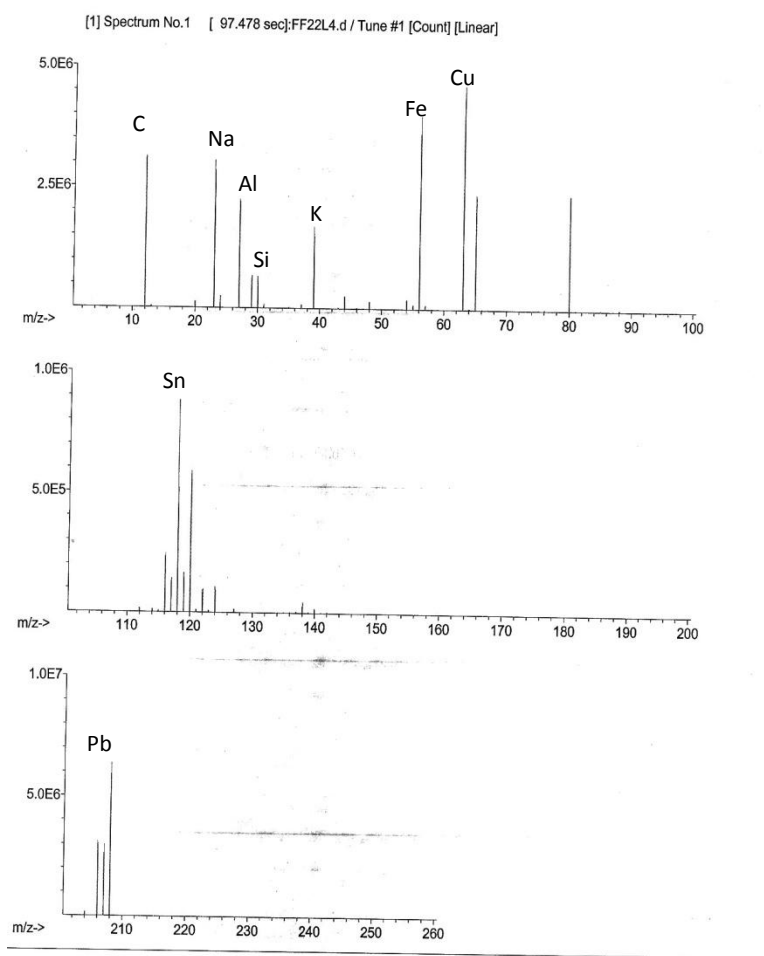 [1] Spectrum No.1 [ 97.478 sec]:FF22L4.d / Tune #1 [Count] [Linear]
5.0E6
Cu
Fe
C
Na
2.5E6
Al
K
Si
m/z-> 10 20 30 40 50 60 70 80 90 100
1.0E6
Sn
5.0E5
m/z-> 110 120 130 140 150 160 170 180 190 200
1.0E7
Pb
5.0E6
m/z-> 210 220 230 240 250 260